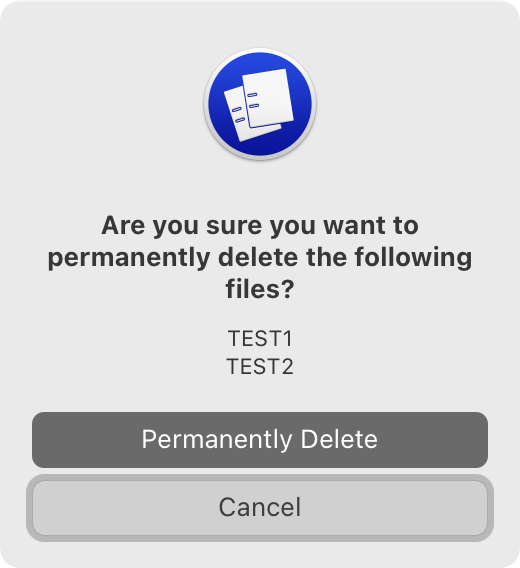 Are you sure you want to
permanently delete the following
files?
TEST1
TEST2
Permanently Delete
Cancel